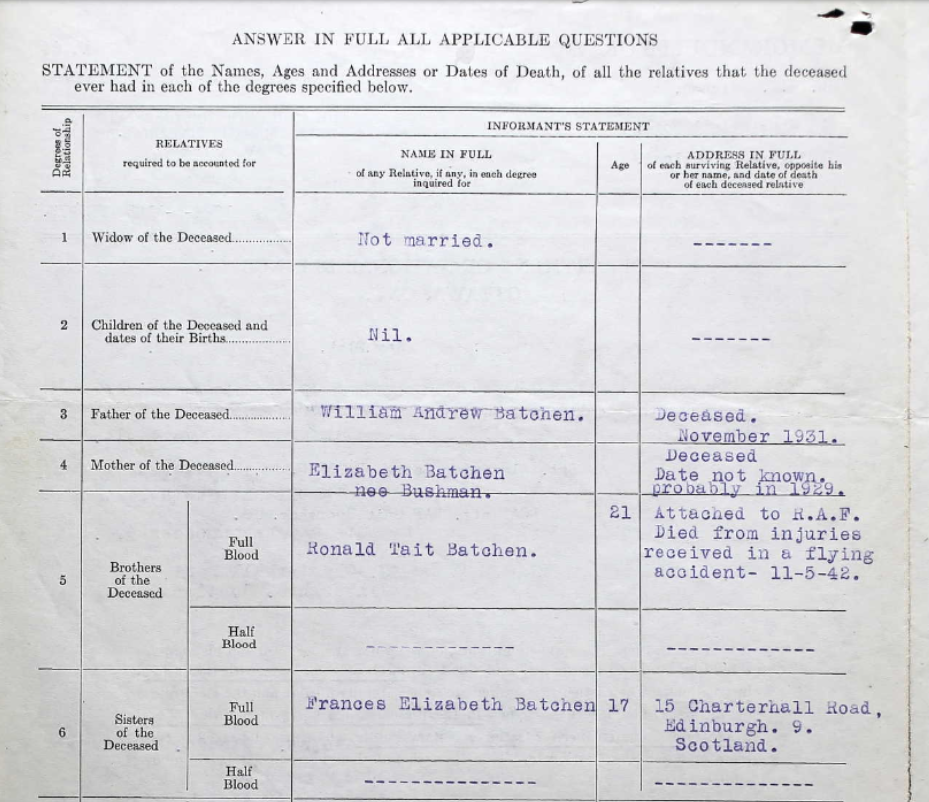 ANSWER IN FULL ALL APPLICABLE QUESTIONS
STATEMENT of the Names, Ages and Addresses or Dates of Death, of all the relatives that the deceased
ever had in each of the degrees specified below.
Degrees of
Relationship
RELATIVES
required to be accounted for
INFORMANT'S STATEMENT
NAME IN FULL
of any Relative, if any, in each degree
inquired for
Age
ADDRESS IN FULL
of each surviving Relative, opposite his
or her name, and date of death
of each deceased relative
1 Widow of the Deceased.................. Not married. -------
2 Children of the Deceased and
dates of their Births.................. Nil. -------
3 Father of the Deceased.................. William Andrew Batchen. Deceased.
November 1931.
4 Mother of the Deceased.................. Elizabeth Batchen
nee Bushman.
Deceased
Date not known.
probably in 1929.
5 Brothers
of the
Deceased
Full
Blood
Ronald Tait Batchen. 21 Attached to R.A.F.
Died from injuries
received in a flying
accident- 11-5-42.
Half
Blood
------------- -------------
6 Sisters
of the
Deceased
Full
Blood
Frances Elizabeth Batchen 17 15 Charterhall Road,
Edinburgh. 9.
Scotland.
Half
Blood
--------------- --------------